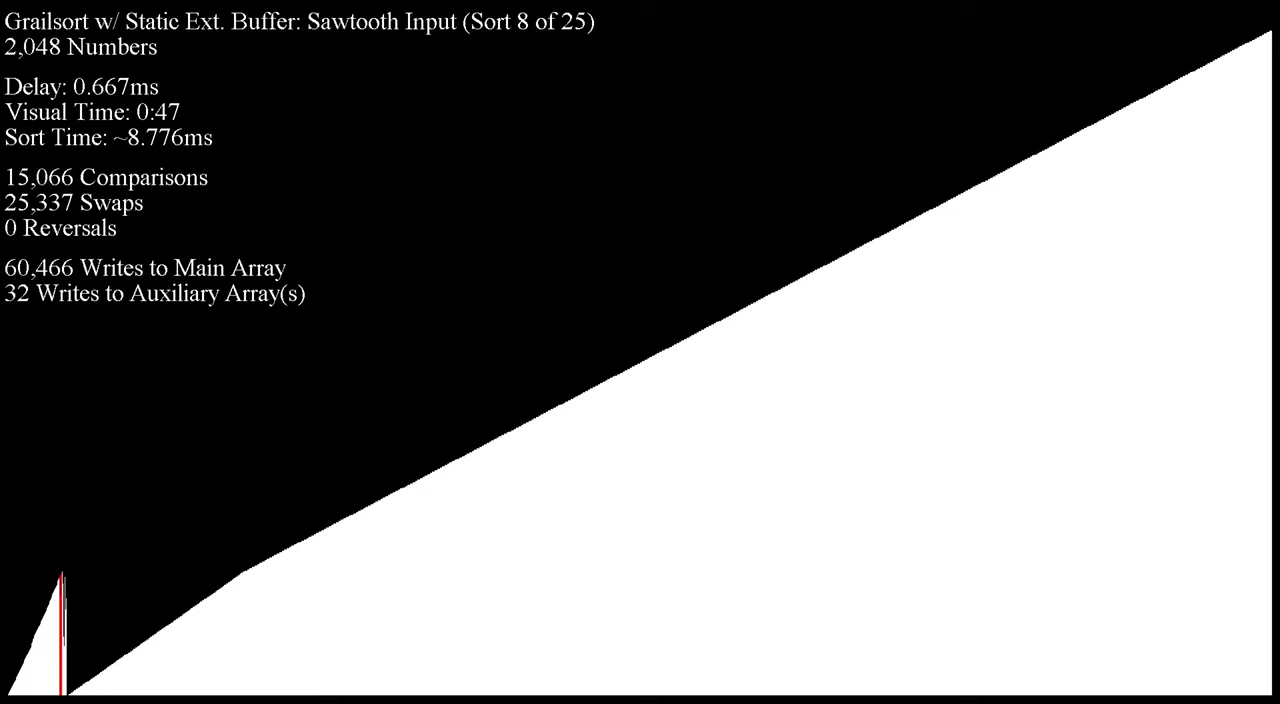 Grailsort w/ Static Ext. Buffer: Sawtooth Input (Sort 8 of 25)
2,048 Numbers
Delay: 0.667ms
Visual Time: 0:47
Sort Time: ~8.776ms
15,066 Comparisons
25,337 Swaps
0 Reversals
60,466 Writes to Main Array
32 Writes to Auxiliary Array(s)